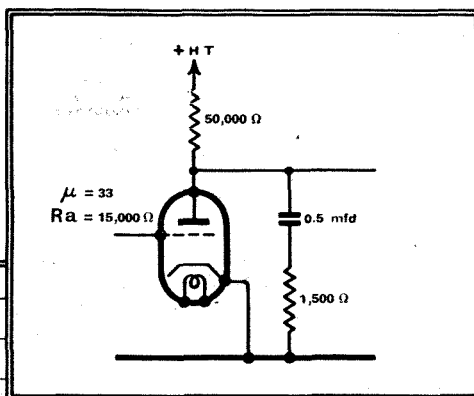 +HT
50,000 Ω
μ = 33
Ra = 15,000 Ω
0.5 mfd
1,500 Ω